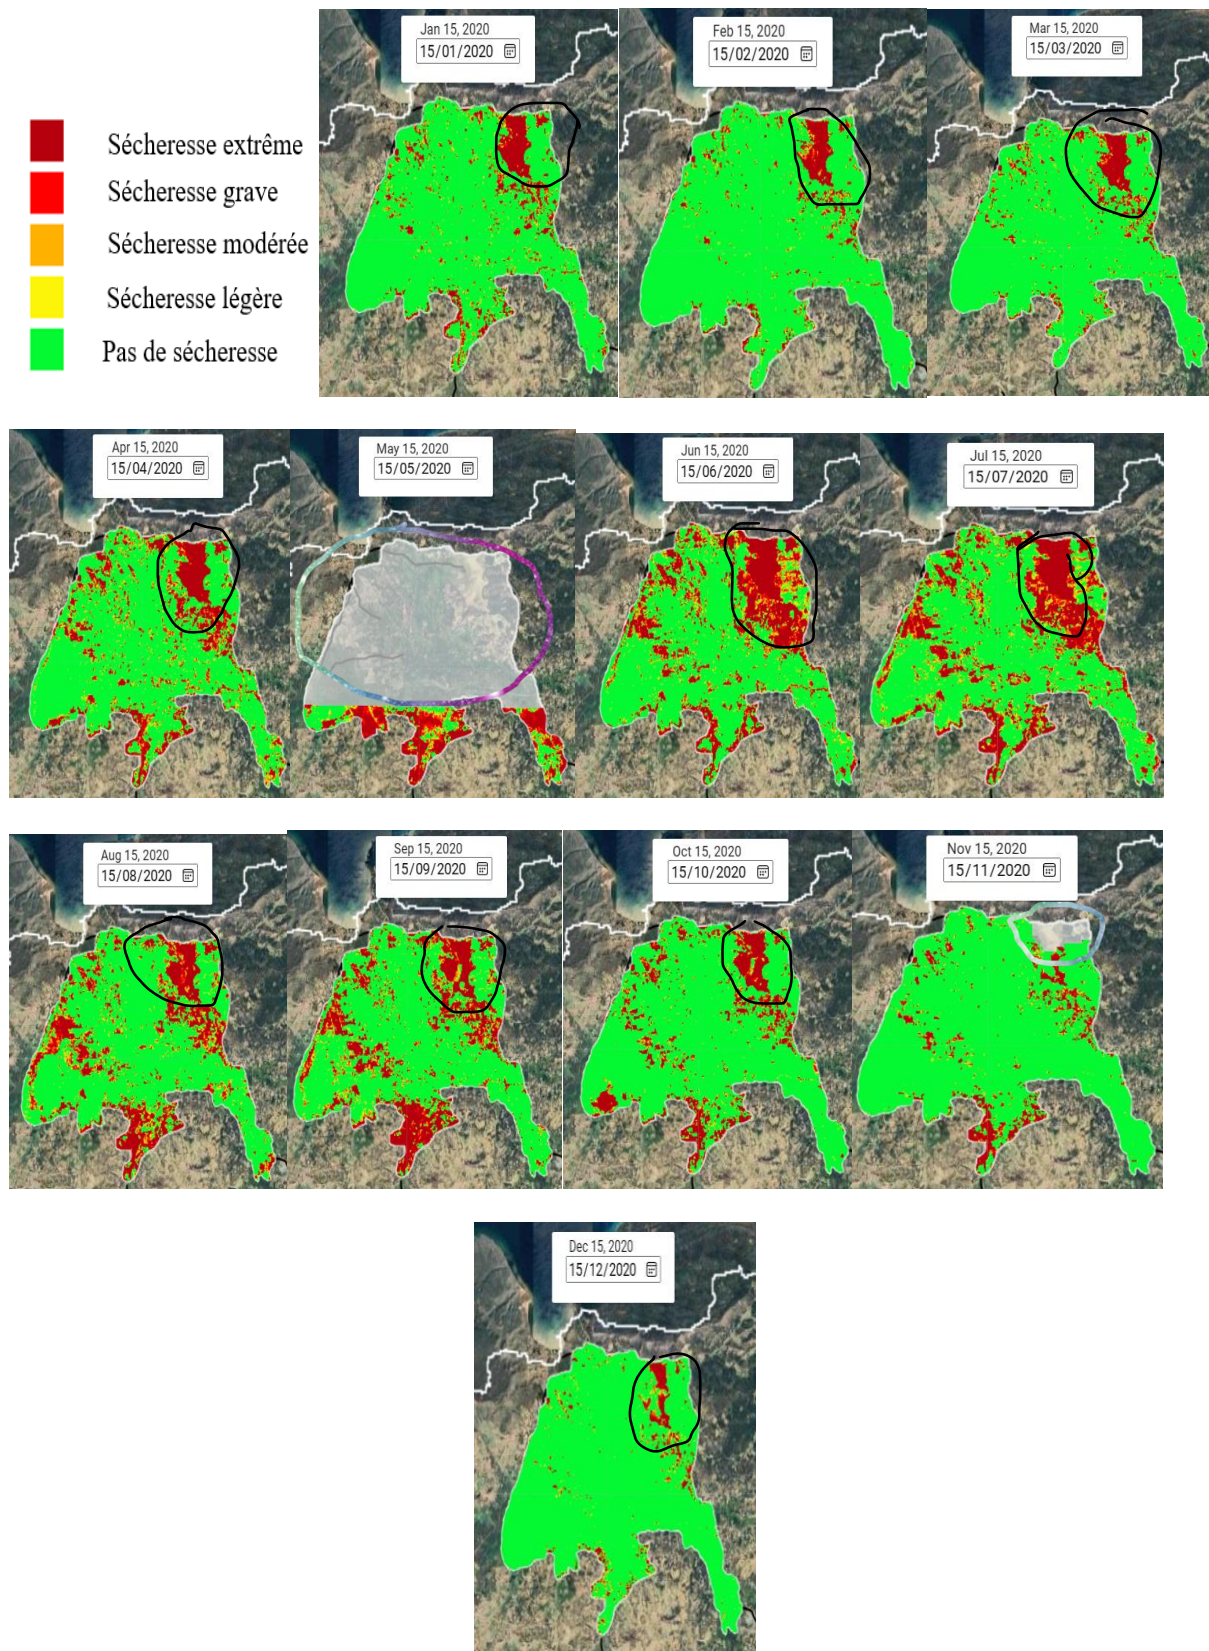 Jan 15, 2020
15/01/2020
Feb 15, 2020
15/02/2020
Mar 15, 2020
15/03/2020
Sécheresse extrême
Sécheresse grave
Sécheresse modérée
Sécheresse légère
Pas de sécheresse
Apr 15, 2020
15/04/2020
May 15, 2020
15/05/2020
Jun 15, 2020
15/06/2020
Jul 15, 2020
15/07/2020
Aug 15, 2020
15/08/2020
Sep 15, 2020
15/09/2020
Oct 15, 2020
15/10/2020
Nov 15, 2020
15/11/2020
Dec 15, 2020
15/12/2020